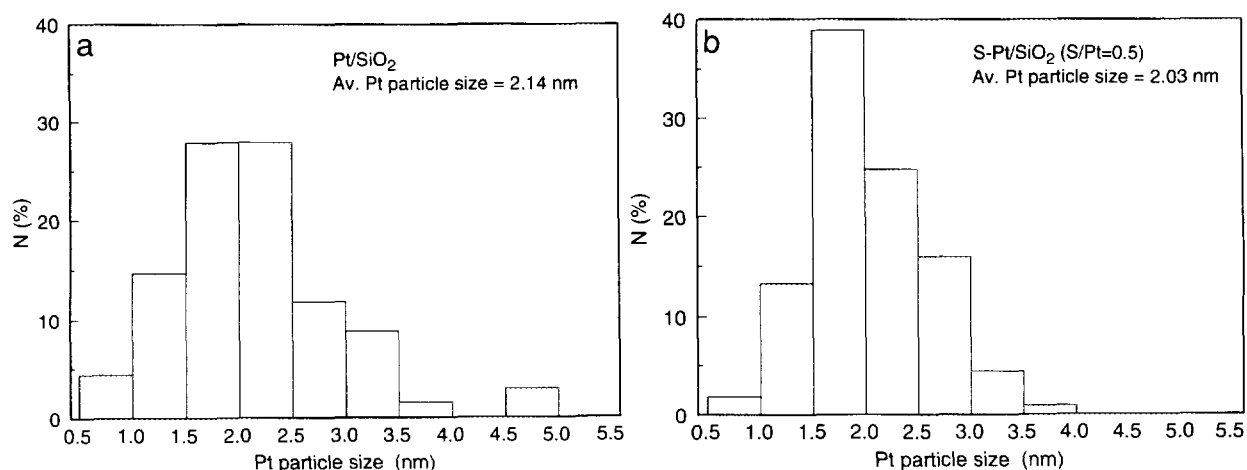 a
Pt/SiO₂
Av. Pt particle size = 2.14 nm
N (%)
40
30
20
10
0
0.5 1.0 1.5 2.0 2.5 3.0 3.5 4.0 4.5 5.0 5.5
Pt particle size (nm)
b
S-Pt/SiO₂ (S/Pt=0.5)
Av. Pt particle size = 2.03 nm
N (%)
40
30
20
10
0
0.5 1.0 1.5 2.0 2.5 3.0 3.5 4.0 4.5 5.0 5.5
Pt particle size (nm)